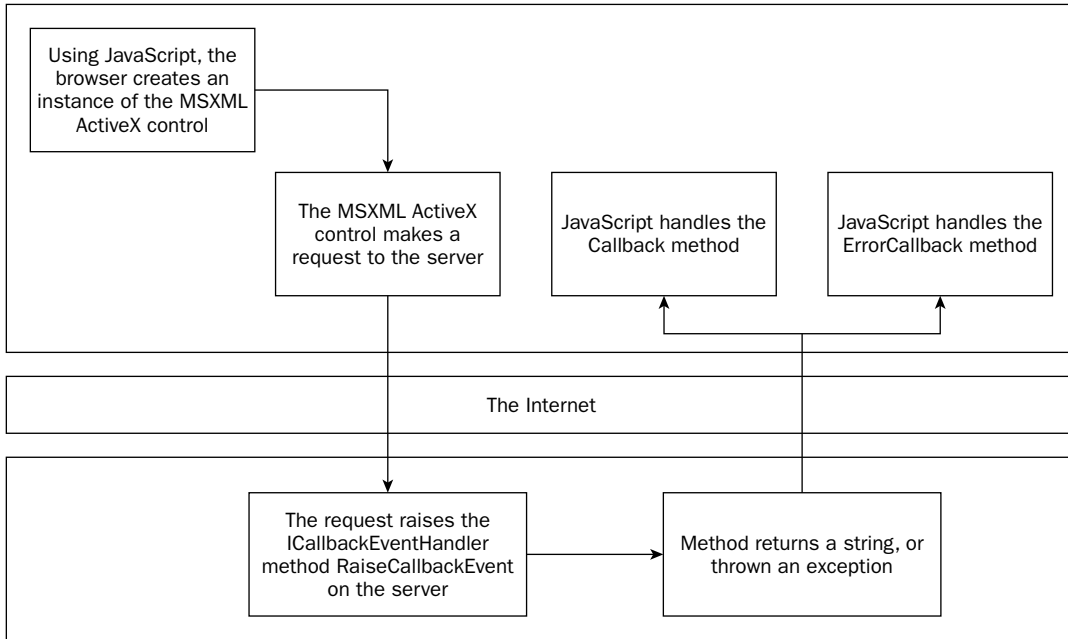 Using JavaScript, the
browser creates an
instance of the MSXML
ActiveX control
The MSXML ActiveX
control makes a
request to the server
JavaScript handles the
Callback method
JavaScript handles the
ErrorCallback method
The Internet
The request raises the
ICallbackEventHandler
method RaiseCallbackEvent
on the server
Method returns a string, or
thrown an exception